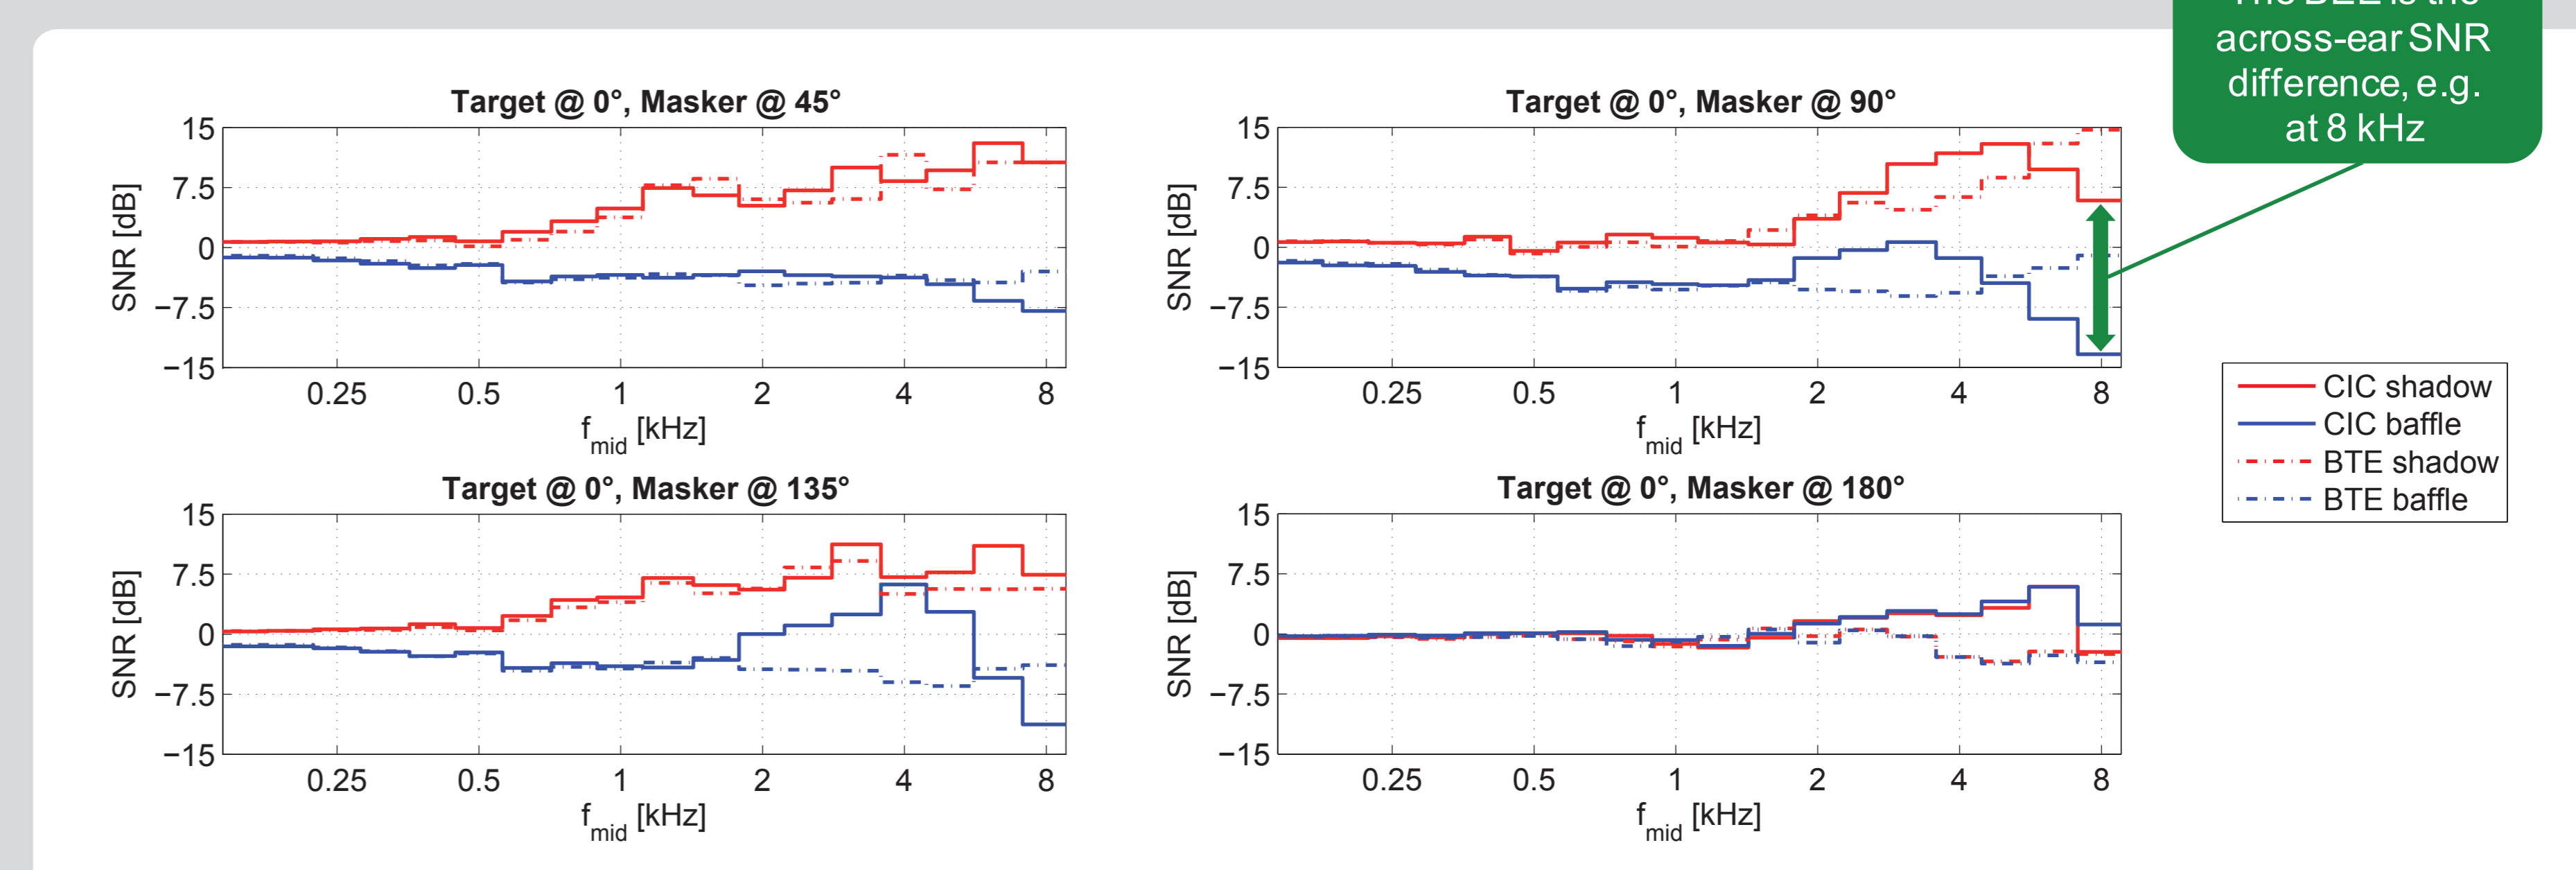 across-ear SNR
difference, e.g.
at 8 kHz
Target @ 0°, Masker @ 45°
SNR [dB]
15
7.5
0
−7.5
−15
0.25 0.5 1 2 4 8
f_mid [kHz]
Target @ 0°, Masker @ 90°
SNR [dB]
15
7.5
0
−7.5
−15
0.25 0.5 1 2 4 8
f_mid [kHz]
CIC shadow
CIC baffle
BTE shadow
BTE baffle
Target @ 0°, Masker @ 135°
SNR [dB]
15
7.5
0
−7.5
−15
0.25 0.5 1 2 4 8
f_mid [kHz]
Target @ 0°, Masker @ 180°
SNR [dB]
15
7.5
0
−7.5
−15
0.25 0.5 1 2 4 8
f_mid [kHz]